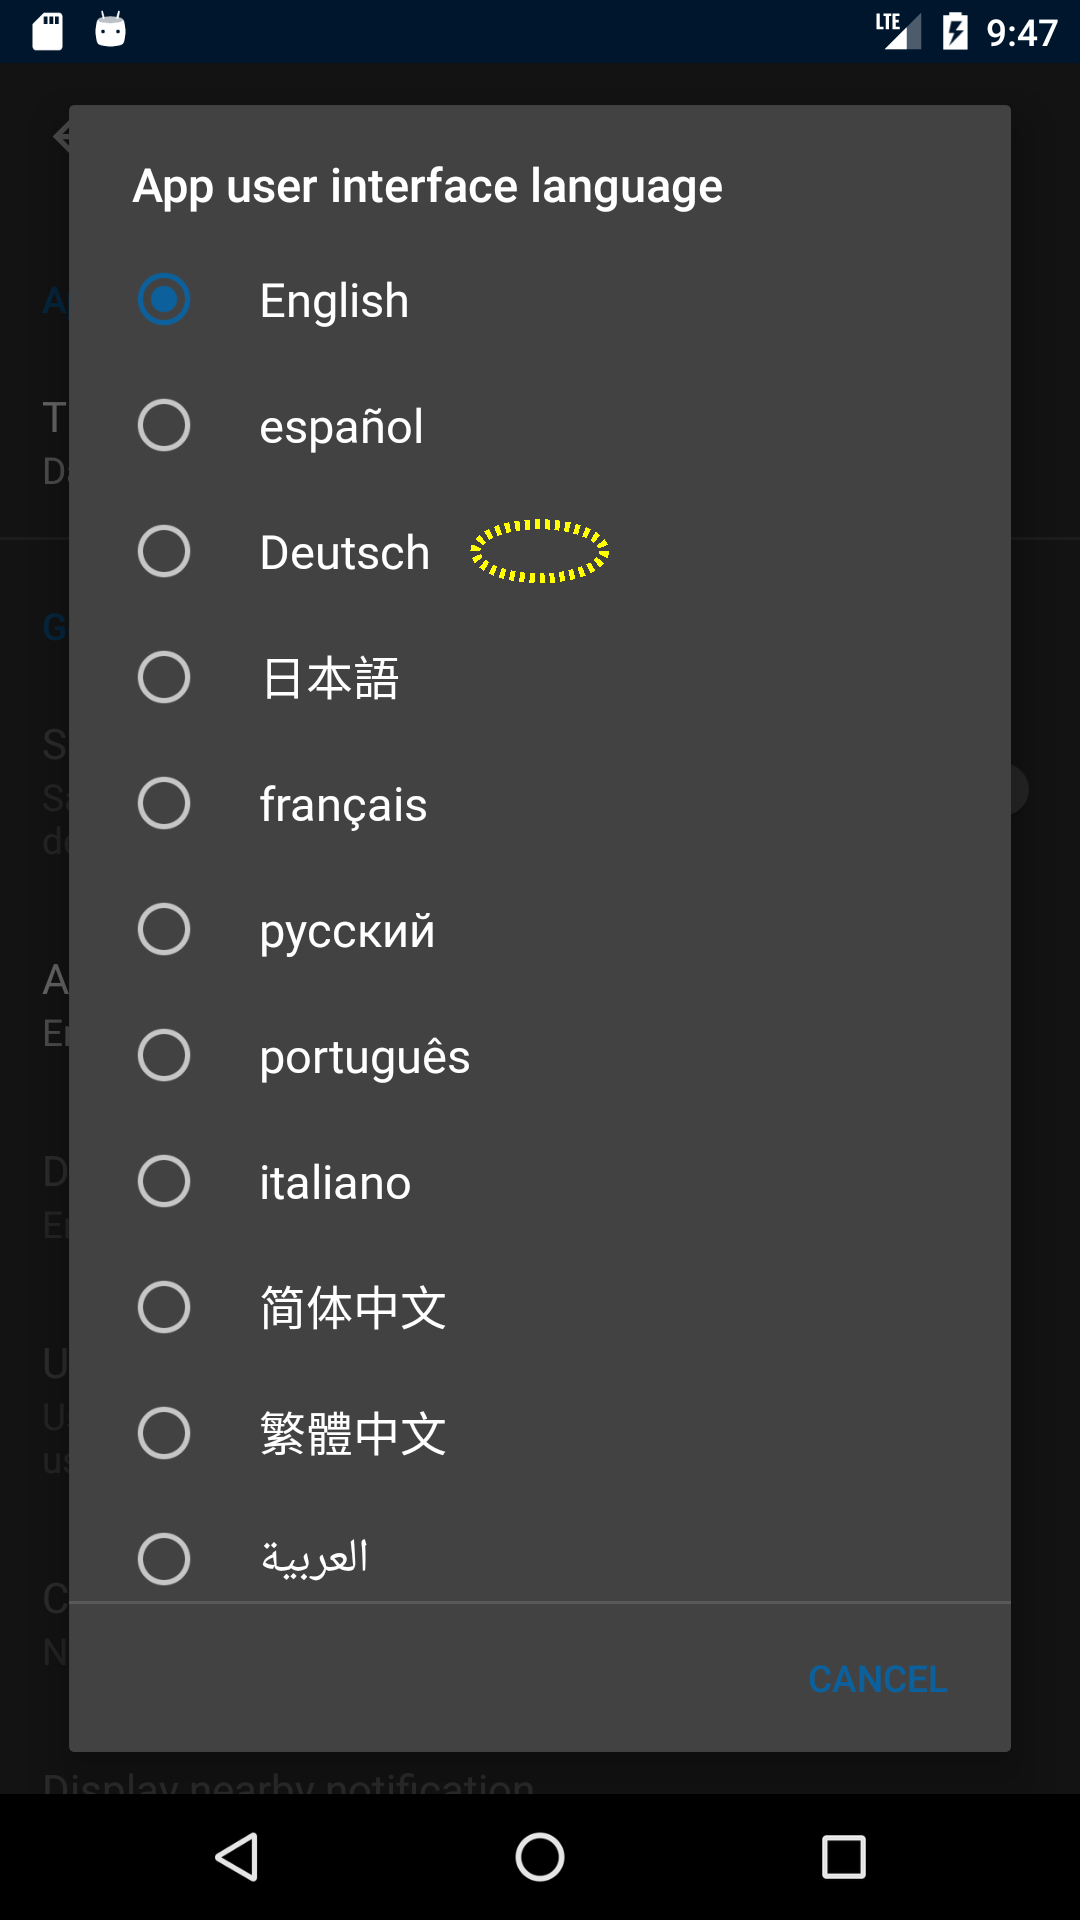 LTE 9:47
App user interface language
English
español
Deutsch
日本語
français
русский
português
italiano
简体中文
繁體中文
العربية
CANCEL
Display nearby notification